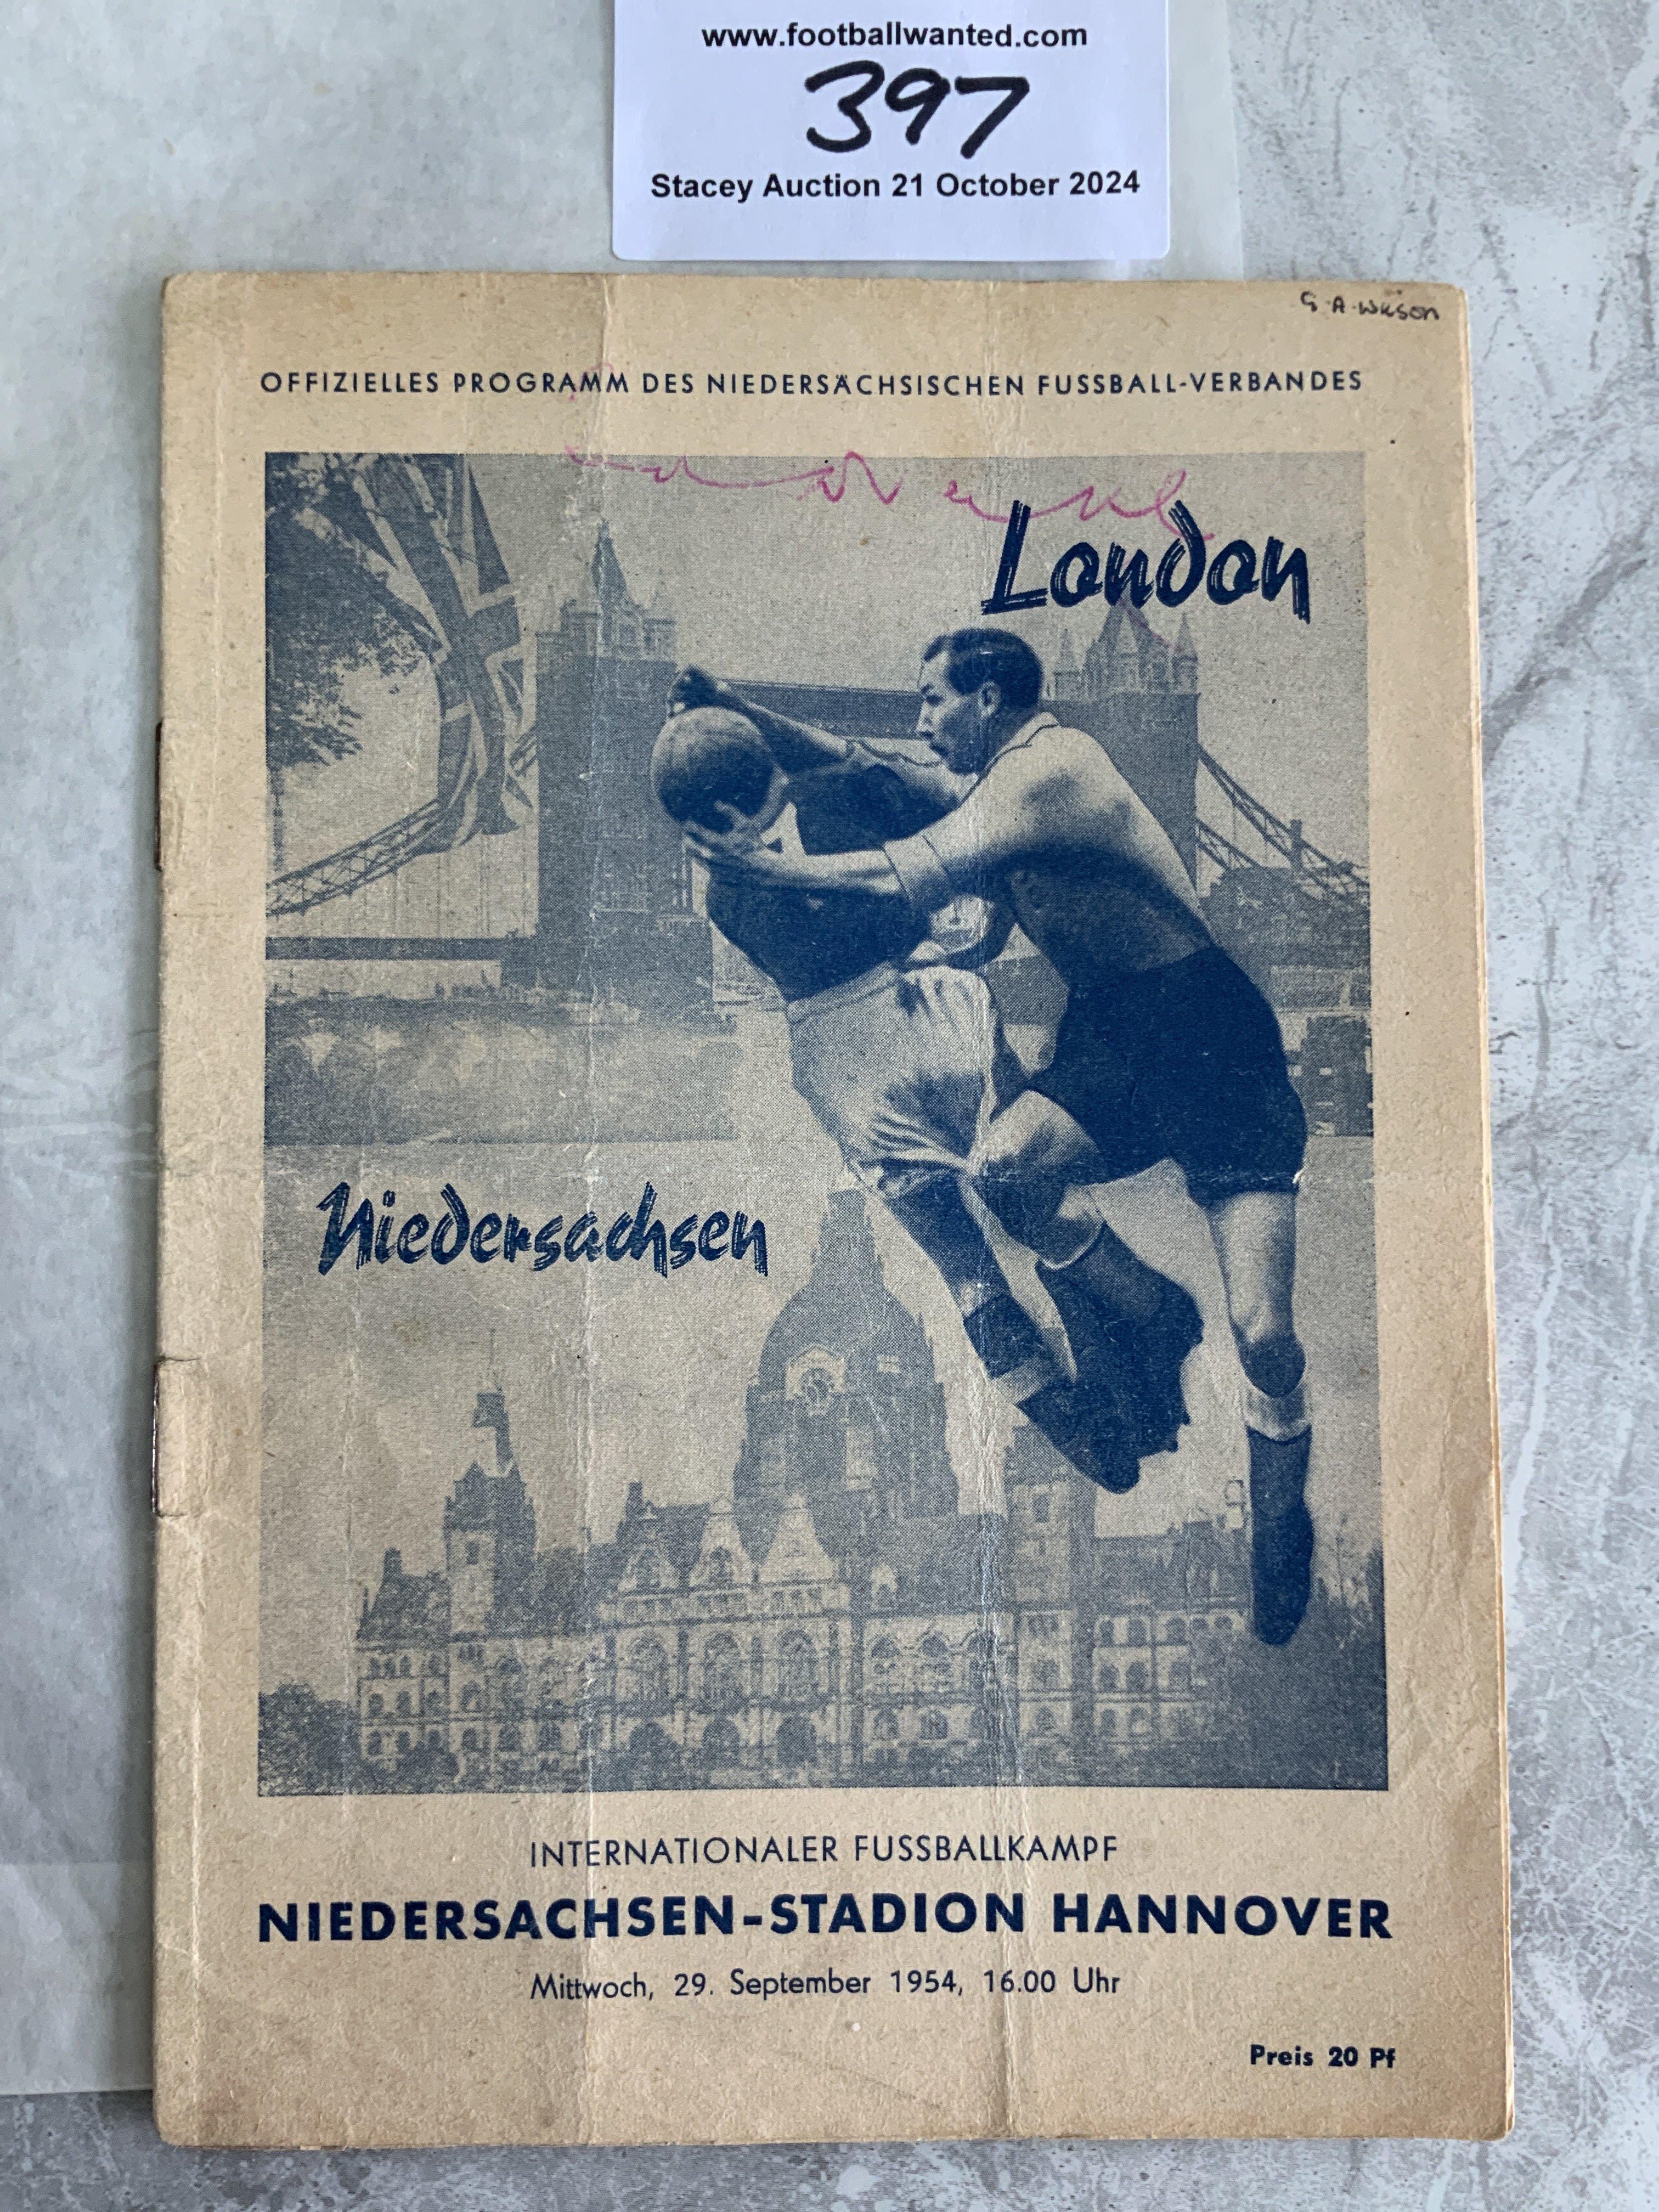 www.footballwanted.com
397
Stacey Auction 21 October 2024
G.A. Wilson
OFFIZIELLES PROGRAMM DES NIEDERSÄCHSISCHEN FUSSBALL-VERBANDES
London
Niedersachsen
INTERNATIONALER FUSSBALLKAMPF
NIEDERSACHSEN-STADION HANNOVER
Mittwoch, 29. September 1954, 16.00 Uhr
Preis 20 Pf